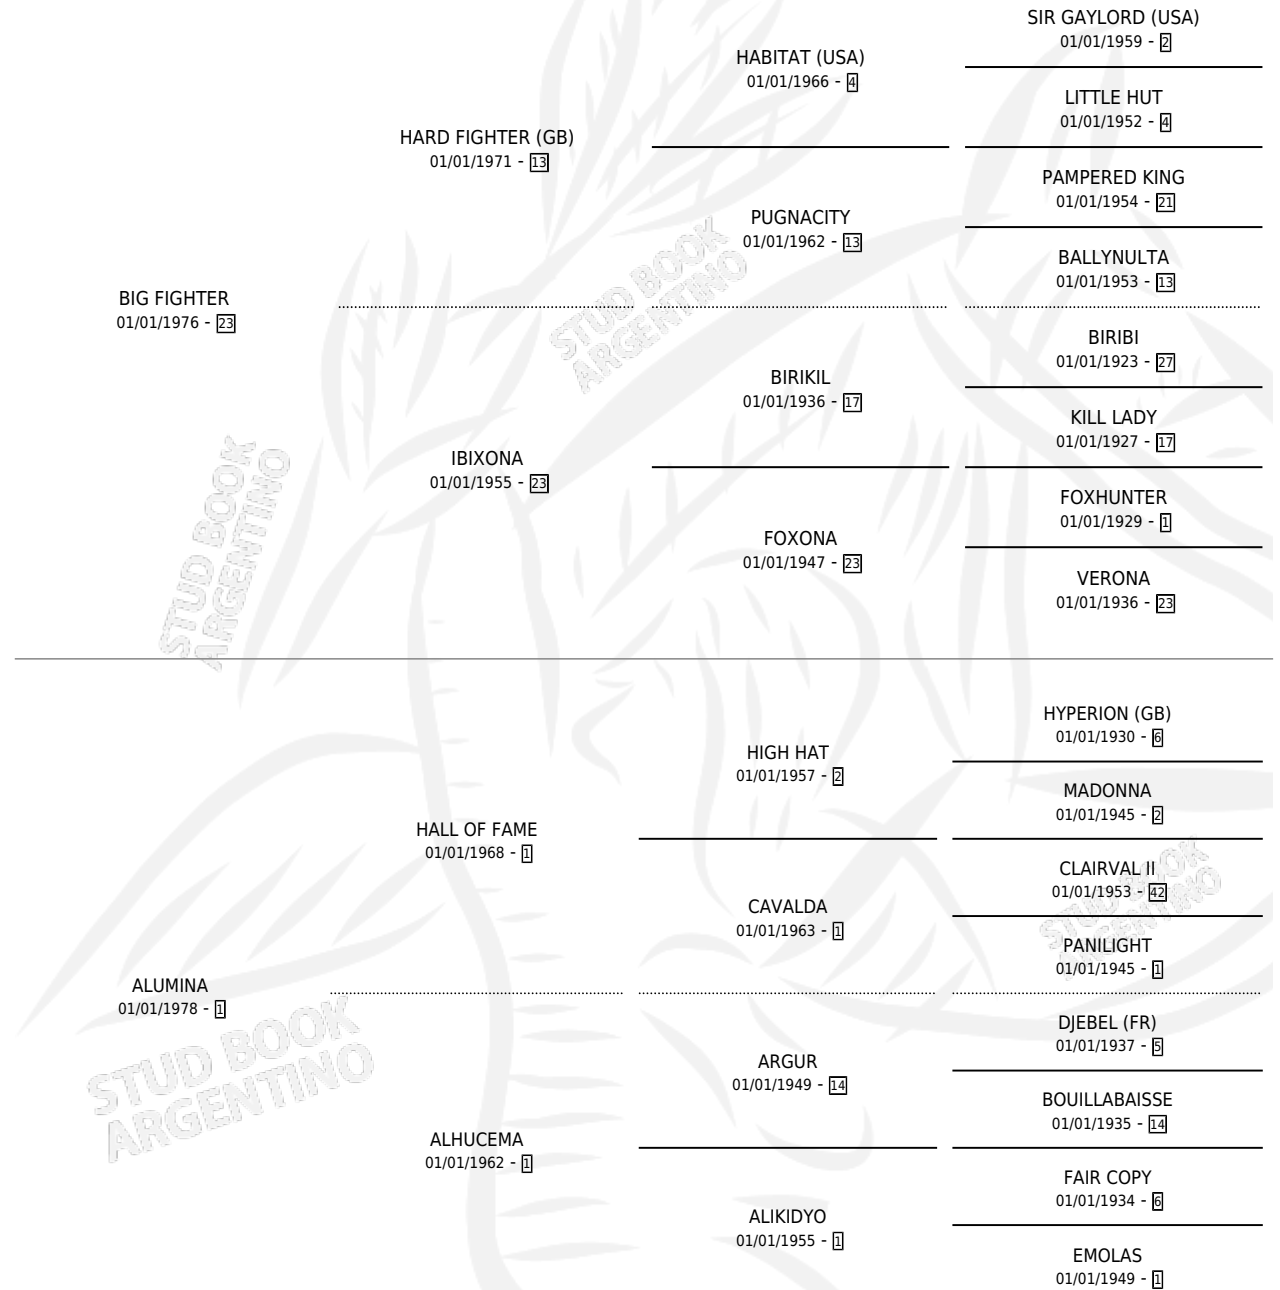 SIR GAYLORD (USA)
01/01/1959 - 2
HABITAT (USA)
01/01/1966 - 4
LITTLE HUT
01/01/1952 - 4
HARD FIGHTER (GB)
01/01/1971 - 13
PAMPERED KING
01/01/1954 - 21
PUGNACITY
01/01/1962 - 13
BALLYNULTA
01/01/1953 - 13
BIG FIGHTER
01/01/1976 - 23
BIRIBI
01/01/1923 - 27
BIRIKIL
01/01/1936 - 17
KILL LADY
01/01/1927 - 17
IBIXONA
01/01/1955 - 23
FOXHUNTER
01/01/1929 - 1
FOXONA
01/01/1947 - 23
VERONA
01/01/1936 - 23
STUD BOOK
ARGENTINO
STUD BOOK
ARGENTINO
HYPERION (GB)
01/01/1930 - 6
HIGH HAT
01/01/1957 - 2
MADONNA
01/01/1945 - 2
HALL OF FAME
01/01/1968 - 1
CLAIRVAL II
01/01/1953 - 42
CAVALDA
01/01/1963 - 1
PANILIGHT
01/01/1945 - 1
STUD BOOK
ARGENTINO
ALUMINA
01/01/1978 - 1
DJEBEL (FR)
01/01/1937 - 5
ARGUR
01/01/1949 - 14
BOUILLABAISSE
01/01/1935 - 14
STUD BOOK
ARGENTINO
ALHUCEMA
01/01/1962 - 1
FAIR COPY
01/01/1934 - 6
ALIKIDYO
01/01/1955 - 1
EMOLAS
01/01/1949 - 1